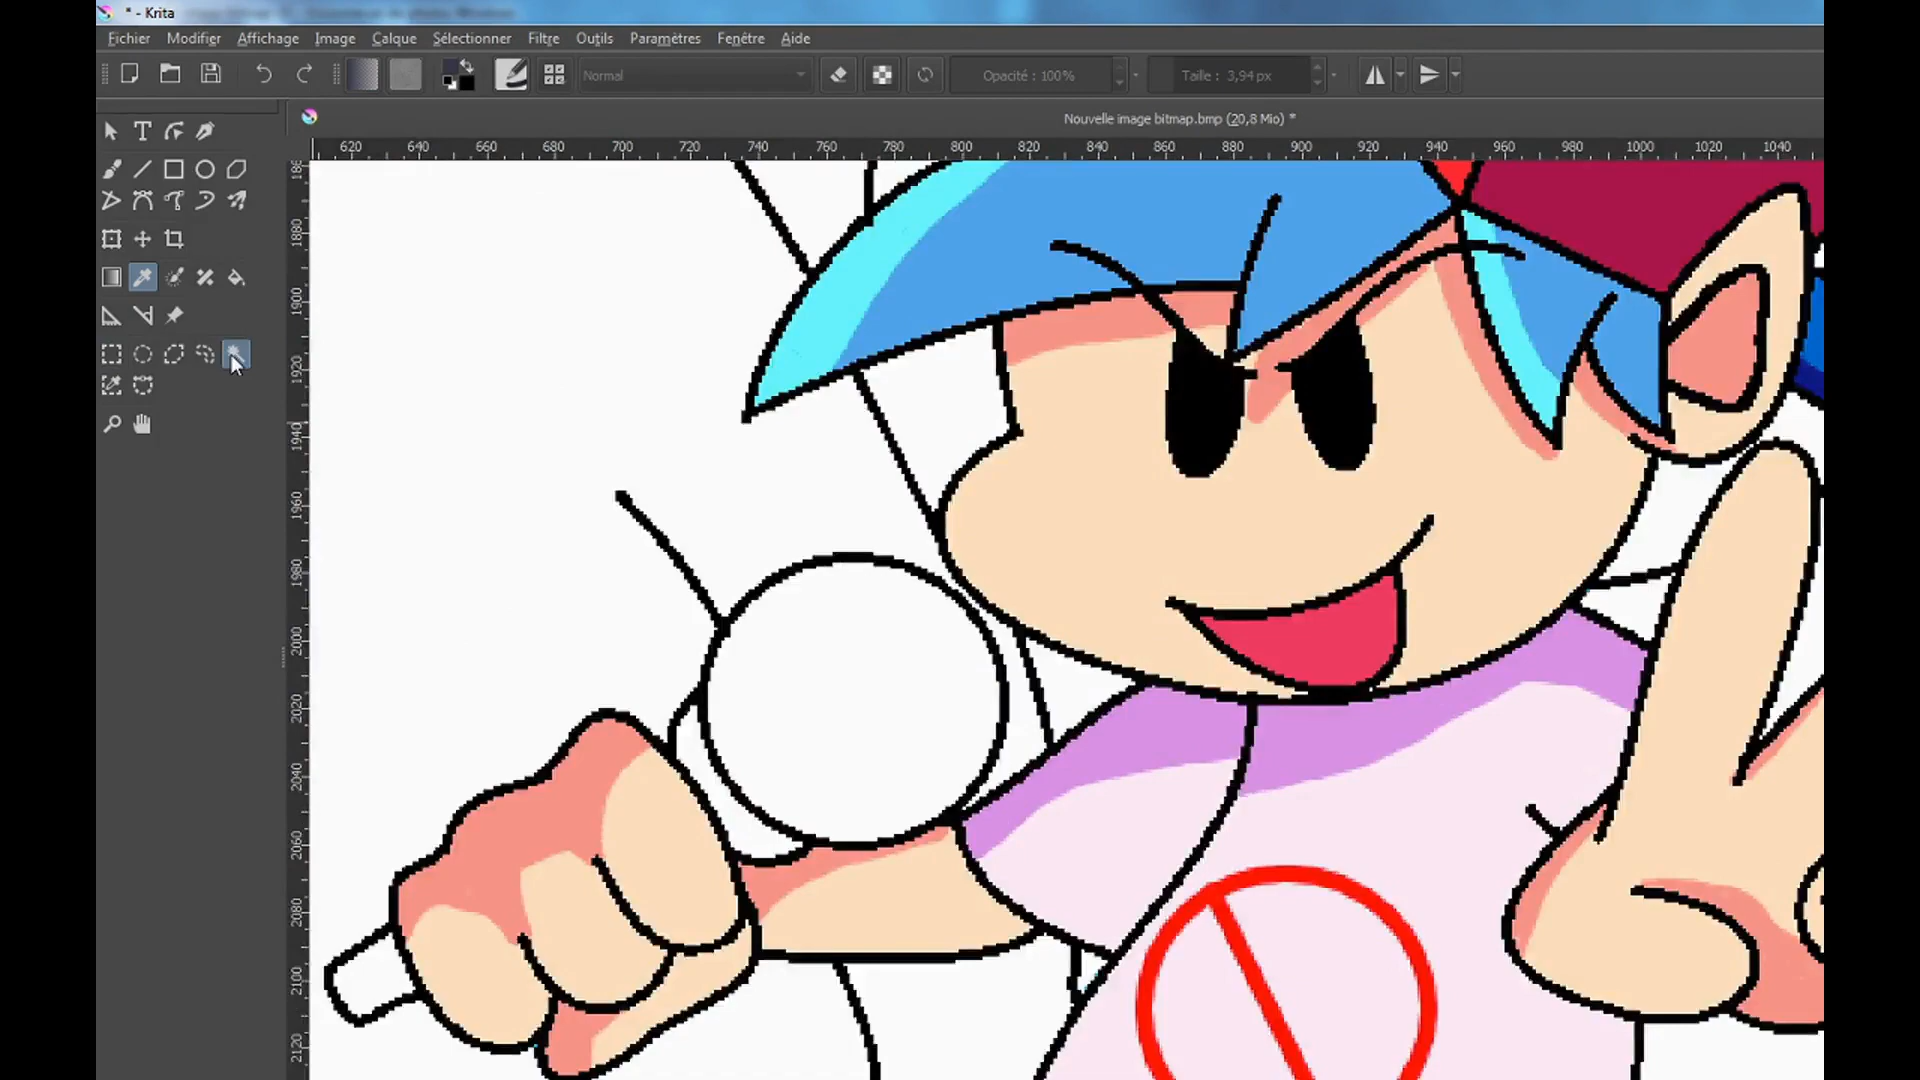 * - Krita
Fichier Modifier Affichage Image Calque Sélectionner Filtre Outils Paramètres Fenêtre Aide
Normal Opacité : 100% Taille : 3,94 px
Nouvelle image bitmap.bmp (20,8 Mio) *
620 640 660 680 700 720 740 760 780 800 820 840 860 880 900 920 940 960 980 1000 1020 1040
1880
1900
1920
1940
1960
1980
2000
2020
2040
2060
2080
2100
2120